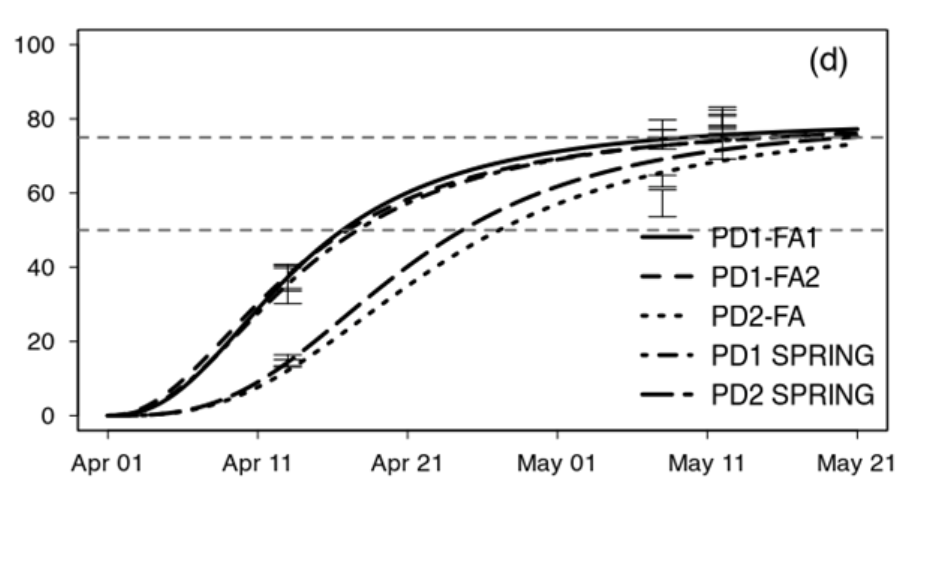 100
(d)
80
60
50
40
20
0
PD1-FA1
PD1-FA2
PD2-FA
PD1 SPRING
PD2 SPRING
Apr 01 Apr 11 Apr 21 May 01 May 11 May 21